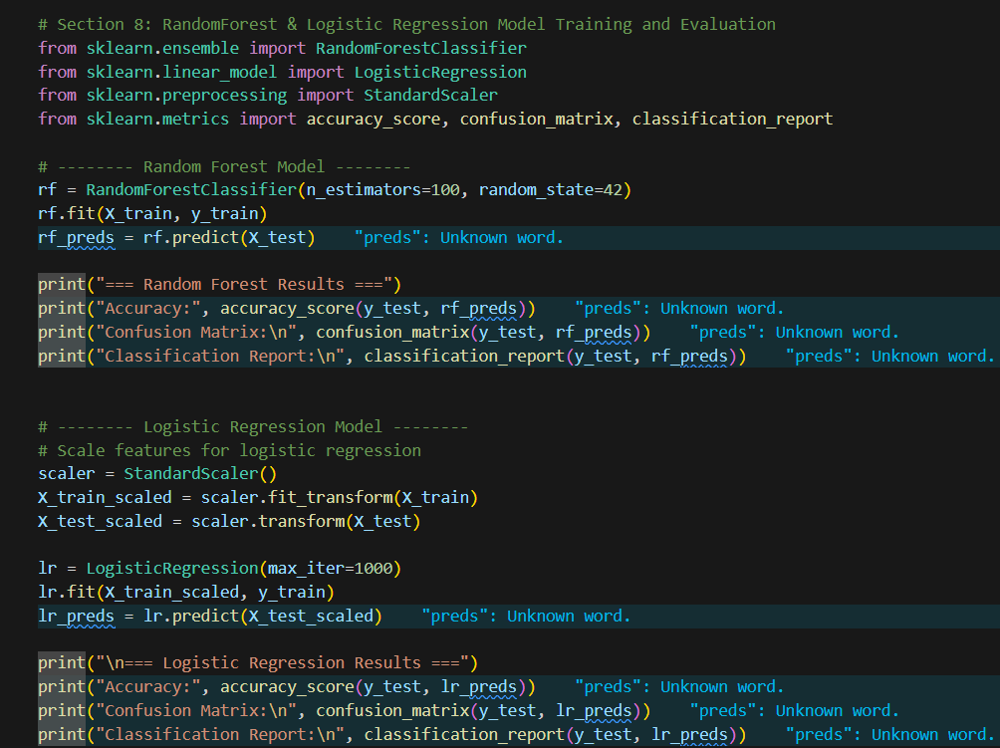 # Section 8: RandomForest & Logistic Regression Model Training and Evaluation
from sklearn.ensemble import RandomForestClassifier
from sklearn.linear_model import LogisticRegression
from sklearn.preprocessing import StandardScaler
from sklearn.metrics import accuracy_score, confusion_matrix, classification_report
# -------- Random Forest Model --------
rf = RandomForestClassifier(n_estimators=100, random_state=42)
rf.fit(X_train, y_train)
rf_preds = rf.predict(X_test)    "preds": Unknown word.
print("=== Random Forest Results ===")
print("Accuracy:", accuracy_score(y_test, rf_preds))    "preds": Unknown word.
print("Confusion Matrix:\n", confusion_matrix(y_test, rf_preds))    "preds": Unknown word.
print("Classification Report:\n", classification_report(y_test, rf_preds))    "preds": Unknown word.
# -------- Logistic Regression Model --------
# Scale features for logistic regression
scaler = StandardScaler()
X_train_scaled = scaler.fit_transform(X_train)
X_test_scaled = scaler.transform(X_test)
lr = LogisticRegression(max_iter=1000)
lr.fit(X_train_scaled, y_train)
lr_preds = lr.predict(X_test_scaled)    "preds": Unknown word.
print("\n=== Logistic Regression Results ===")
print("Accuracy:", accuracy_score(y_test, lr_preds))    "preds": Unknown word.
print("Confusion Matrix:\n", confusion_matrix(y_test, lr_preds))    "preds": Unknown word.
print("Classification Report:\n", classification_report(y_test, lr_preds))    "preds": Unknown word.